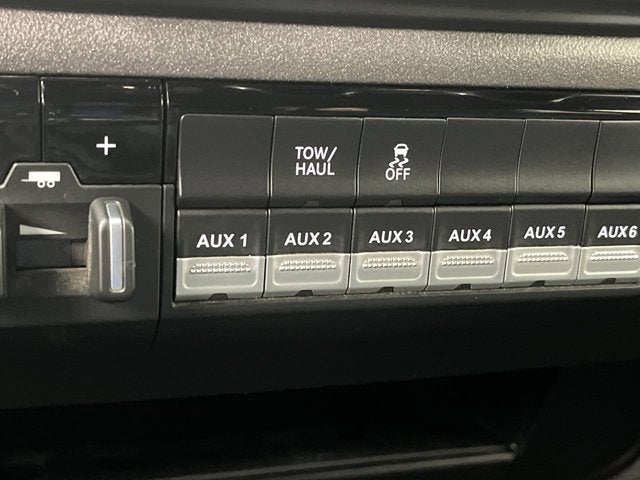 +
TOW/
HAUL
OFF
AUX 1
AUX 2
AUX 3
AUX 4
AUX 5
AUX 6